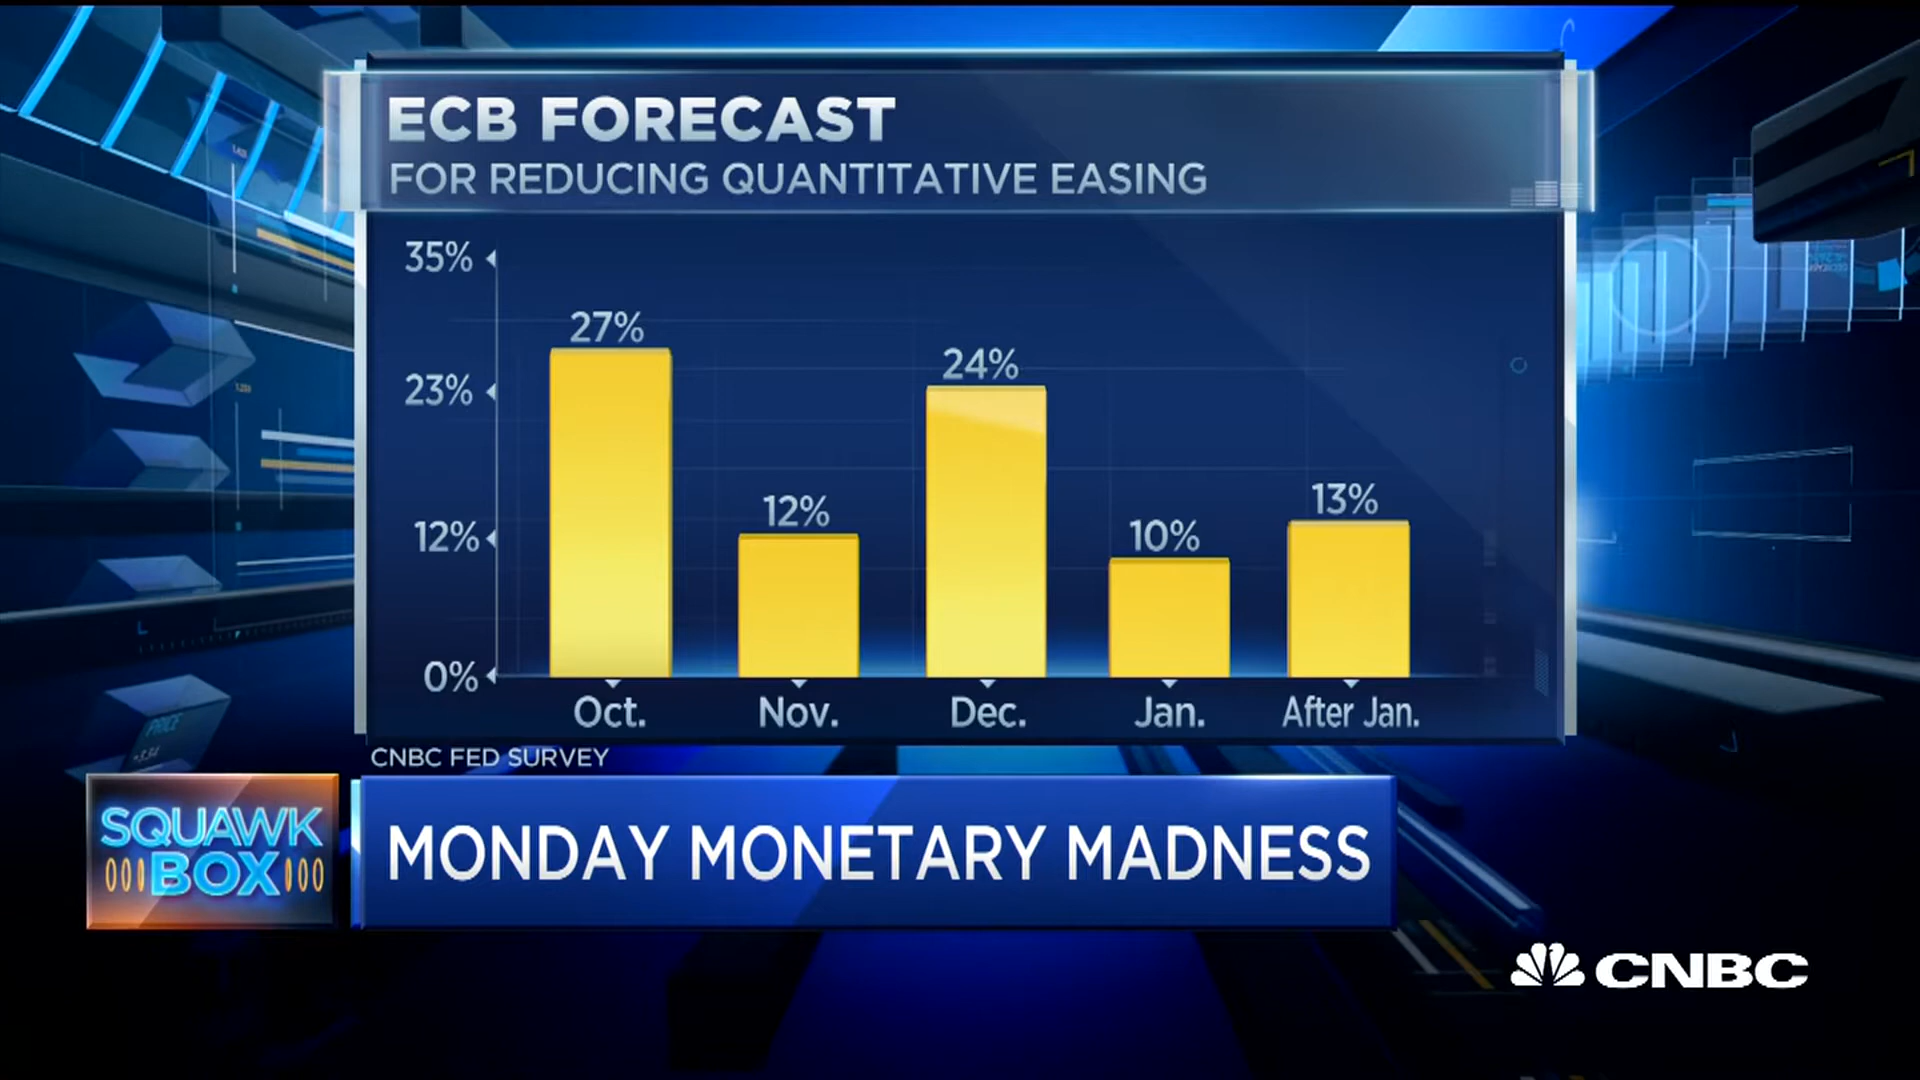 ECB FORECAST
FOR REDUCING QUANTITATIVE EASING
35%
23%
12%
0%
27%
12%
24%
10%
13%
Oct.
Nov.
Dec.
Jan.
After Jan.
CNBC FED SURVEY
SQUAWK
BOX
MONDAY MONETARY MADNESS
CNBC
PRICE